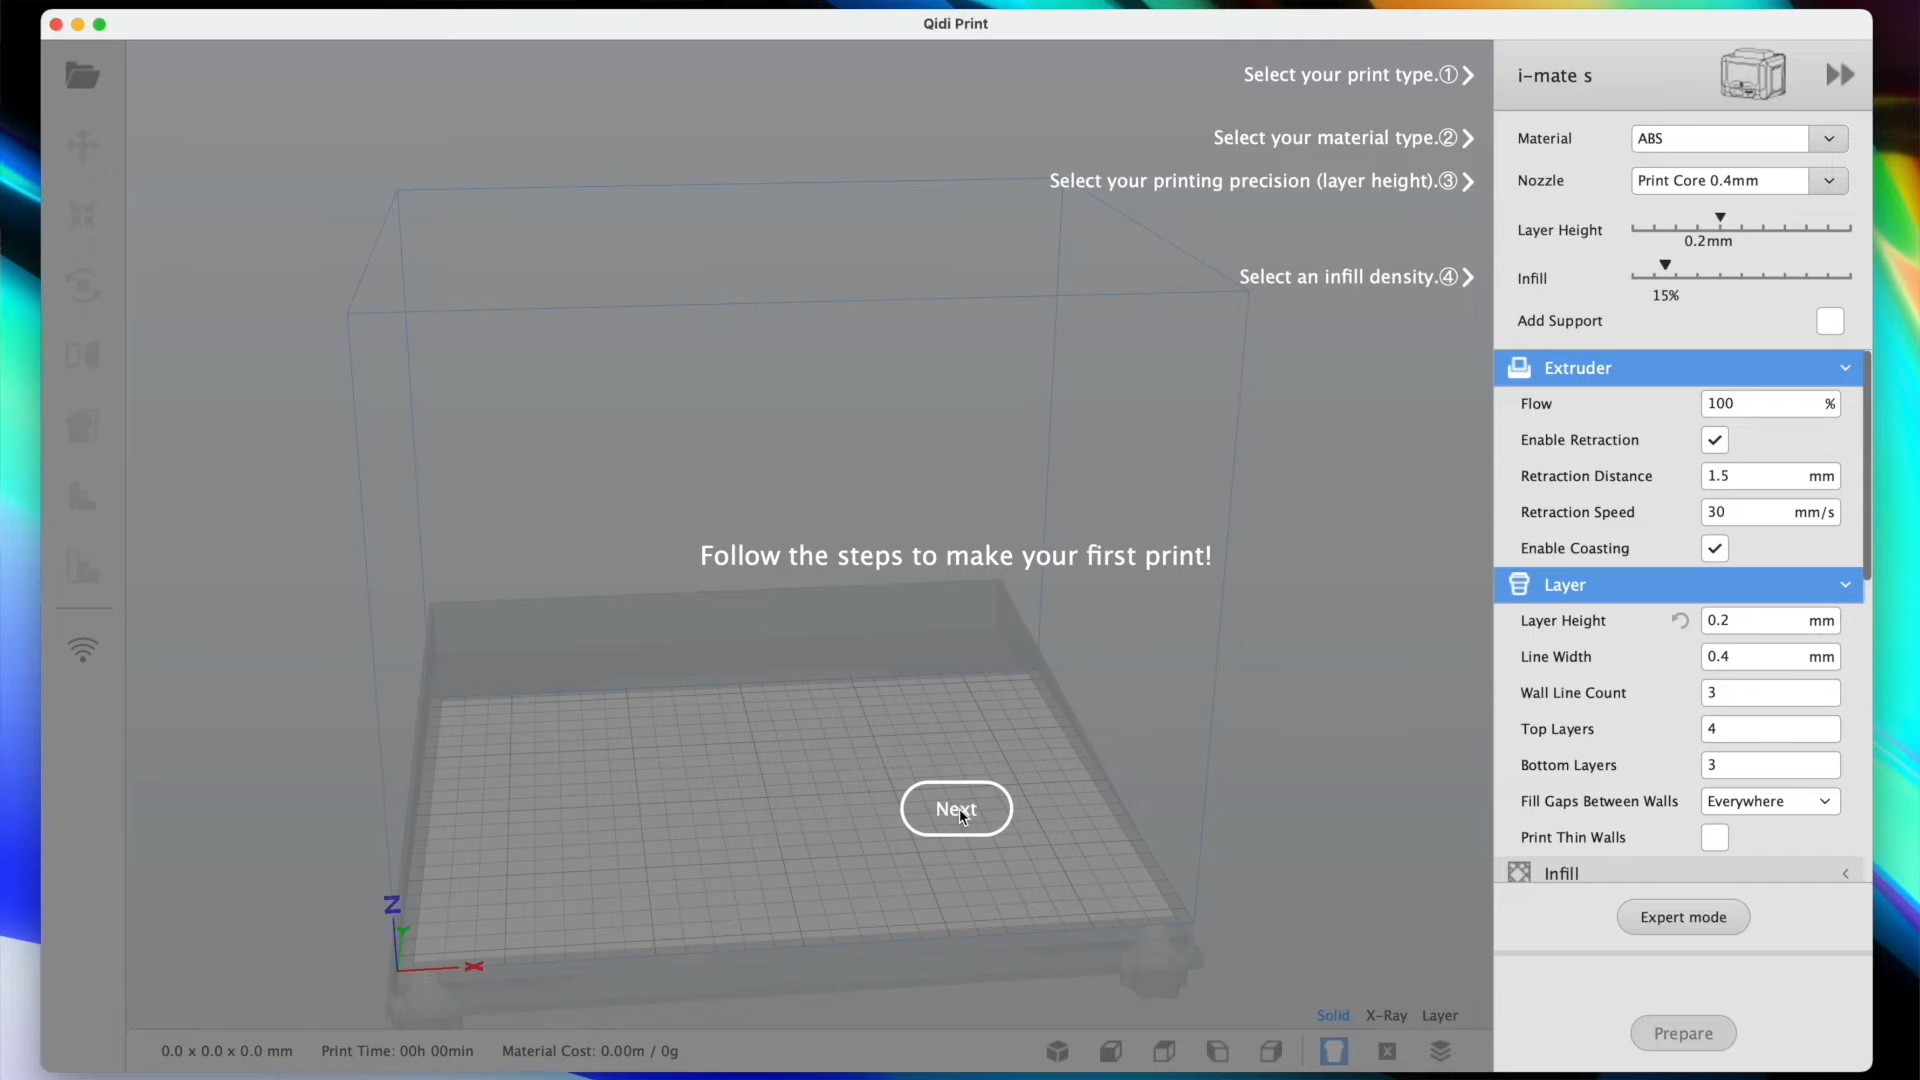 Qidi Print
Select your print type.①
Select your material type.②
Select your printing precision (layer height).③
Select an infill density.④
Follow the steps to make your first print!
Next
Z
Y
X
Solid X-Ray Layer
0.0 x 0.0 x 0.0 mm Print Time: 00h 00min Material Cost: 0.00m / 0g
i-mate s
Material ABS
Nozzle Print Core 0.4mm
Layer Height 0.2mm
Infill 15%
Add Support
Extruder
Flow 100 %
Enable Retraction
Retraction Distance 1.5 mm
Retraction Speed 30 mm/s
Enable Coasting
Layer
Layer Height 0.2 mm
Line Width 0.4 mm
Wall Line Count 3
Top Layers 4
Bottom Layers 3
Fill Gaps Between Walls Everywhere
Print Thin Walls
Infill
Expert mode
Prepare